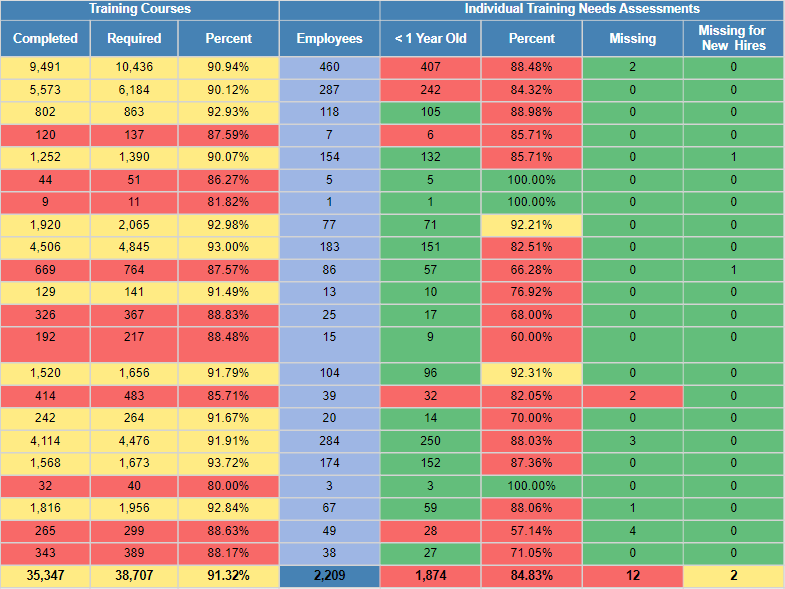 Training Courses Individual Training Needs Assessments
Completed Required Percent Employees < 1 Year Old Percent Missing Missing for New Hires
9,491 10,436 90.94% 460 407 88.48% 2 0
5,573 6,184 90.12% 287 242 84.32% 0 0
802 863 92.93% 118 105 88.98% 0 0
120 137 87.59% 7 6 85.71% 0 0
1,252 1,390 90.07% 154 132 85.71% 0 1
44 51 86.27% 5 5 100.00% 0 0
9 11 81.82% 1 1 100.00% 0 0
1,920 2,065 92.98% 77 71 92.21% 0 0
4,506 4,845 93.00% 183 151 82.51% 0 0
669 764 87.57% 86 57 66.28% 0 1
129 141 91.49% 13 10 76.92% 0 0
326 367 88.83% 25 17 68.00% 0 0
192 217 88.48% 15 9 60.00% 0 0
1,520 1,656 91.79% 104 96 92.31% 0 0
414 483 85.71% 39 32 82.05% 2 0
242 264 91.67% 20 14 70.00% 0 0
4,114 4,476 91.91% 284 250 88.03% 3 0
1,568 1,673 93.72% 174 152 87.36% 0 0
32 40 80.00% 3 3 100.00% 0 0
1,816 1,956 92.84% 67 59 88.06% 1 0
265 299 88.63% 49 28 57.14% 4 0
343 389 88.17% 38 27 71.05% 0 0
35,347 38,707 91.32% 2,209 1,874 84.83% 12 2